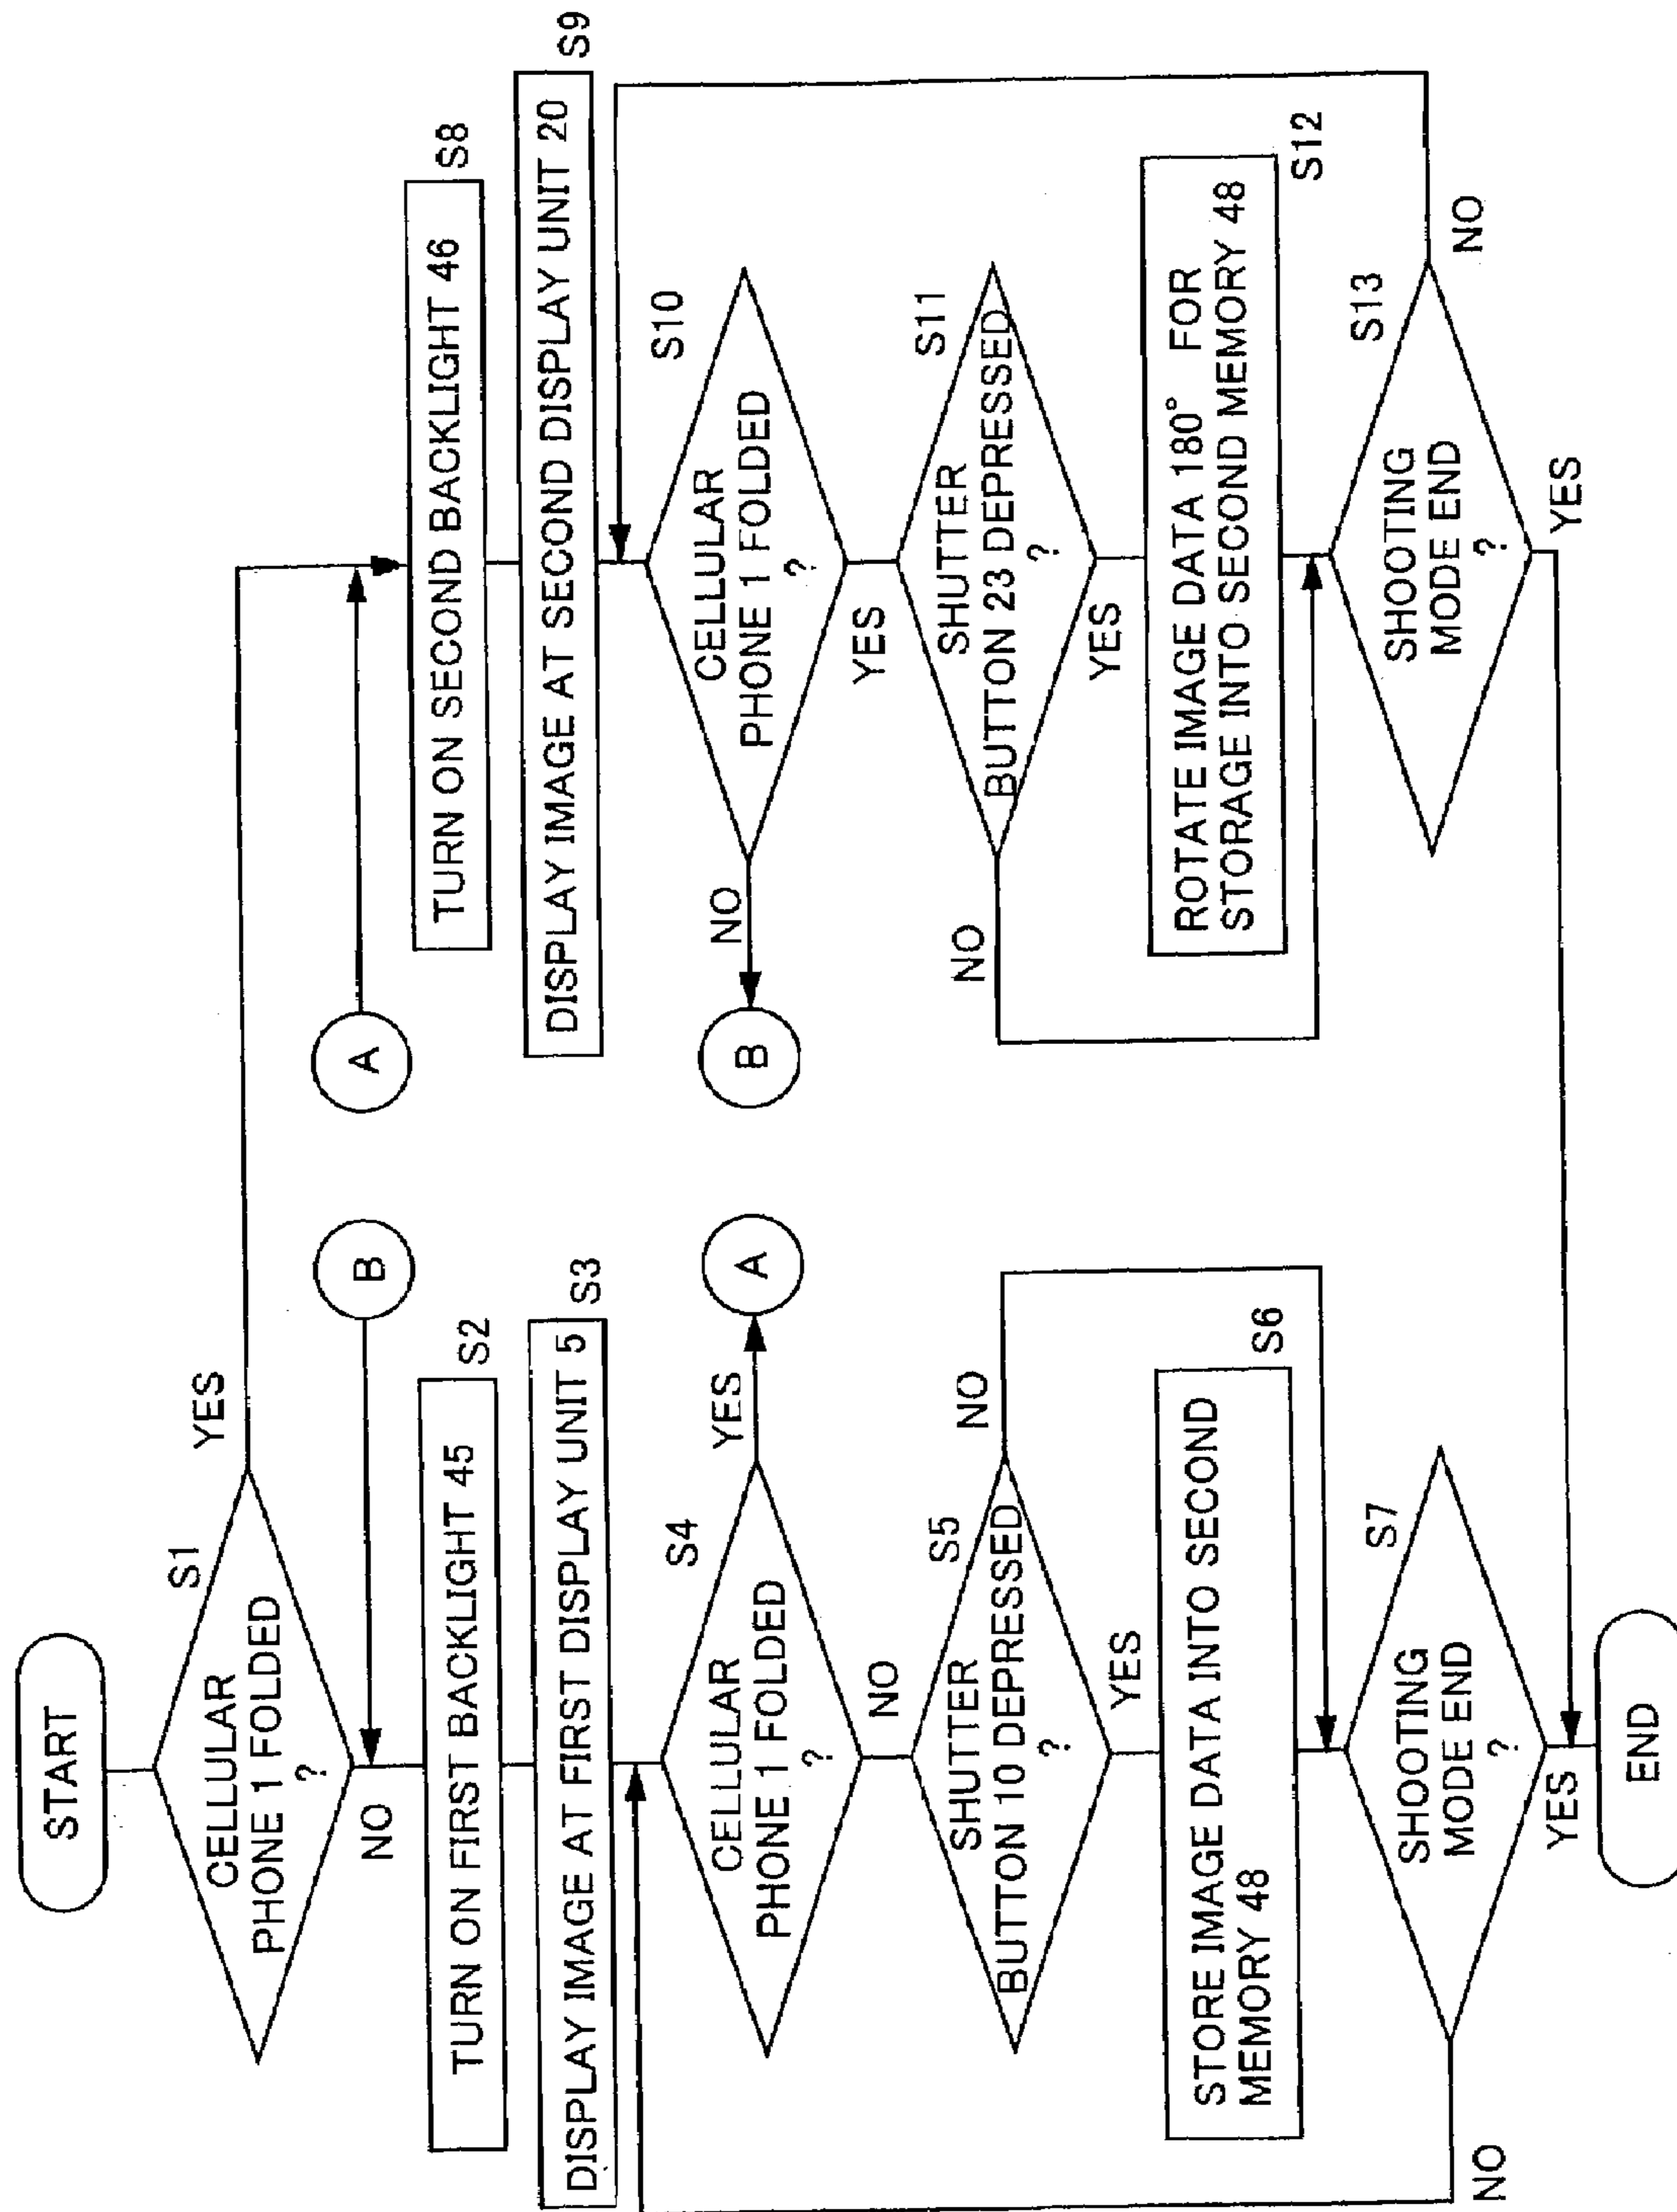 START
CELLULAR
PHONE 1 FOLDED
?
S1
YES
NO
B
TURN ON FIRST BACKLIGHT 45
S2
DISPLAY IMAGE AT FIRST DISPLAY UNIT 5
S3
CELLULAR
PHONE 1 FOLDED
?
S4
YES
A
NO
SHUTTER
BUTTON 10 DEPRESSED
?
S5
NO
YES
STORE IMAGE DATA INTO SECOND
MEMORY 48
S6
SHOOTING
MODE END
?
S7
NO
YES
END
A
TURN ON SECOND BACKLIGHT 46
S8
DISPLAY IMAGE AT SECOND DISPLAY UNIT 20
S9
CELLULAR
PHONE 1 FOLDED
?
S10
NO
B
YES
SHUTTER
BUTTON 23 DEPRESSED
?
S11
NO
YES
ROTATE IMAGE DATA 180° FOR
STORAGE INTO SECOND MEMORY 48
S12
SHOOTING
MODE END
?
S13
NO
YES